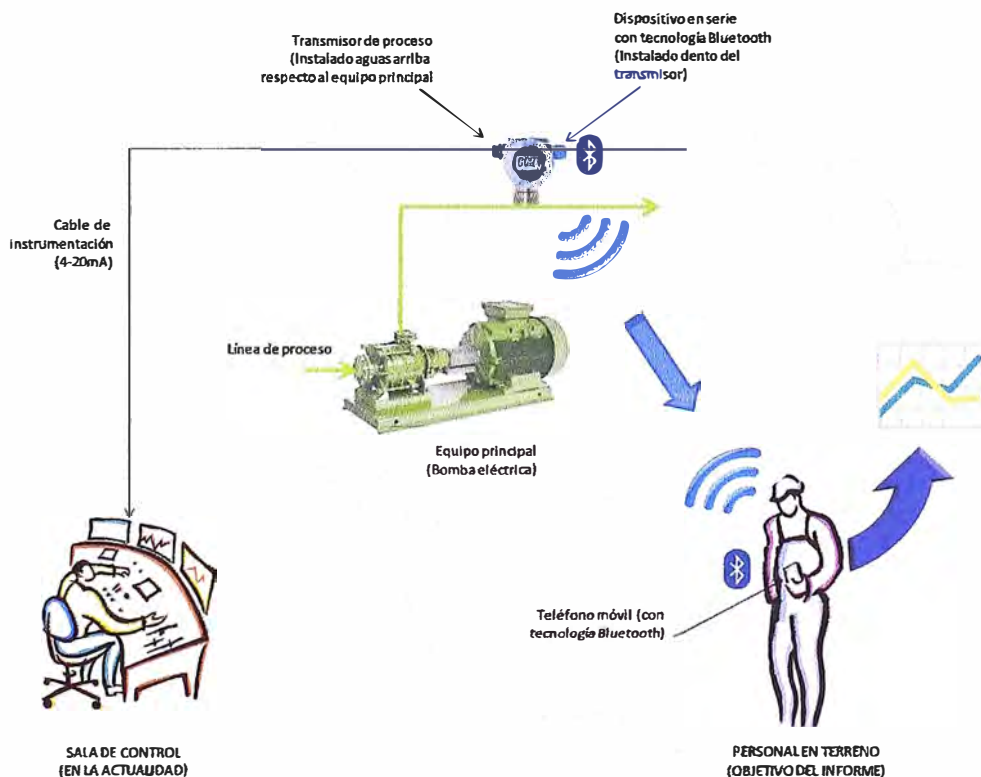 Transmisor de proceso
(Instalado aguas arriba
respecto al equipo principal
Dispositivo en serie
con tecnología Bluetooth
(Instalado dento del
transmisor)
Cable de
instrumentación
(4-20mA)
Línea de proceso
Equipo principal
(Bomba eléctrica)
Teléfono móvil (con
tecnología Bluetooth)
SALA DE CONTROL
(EN LA ACTUALIDAD)
PERSONAL EN TERRENO
(OBJETIVO DEL INFORME)